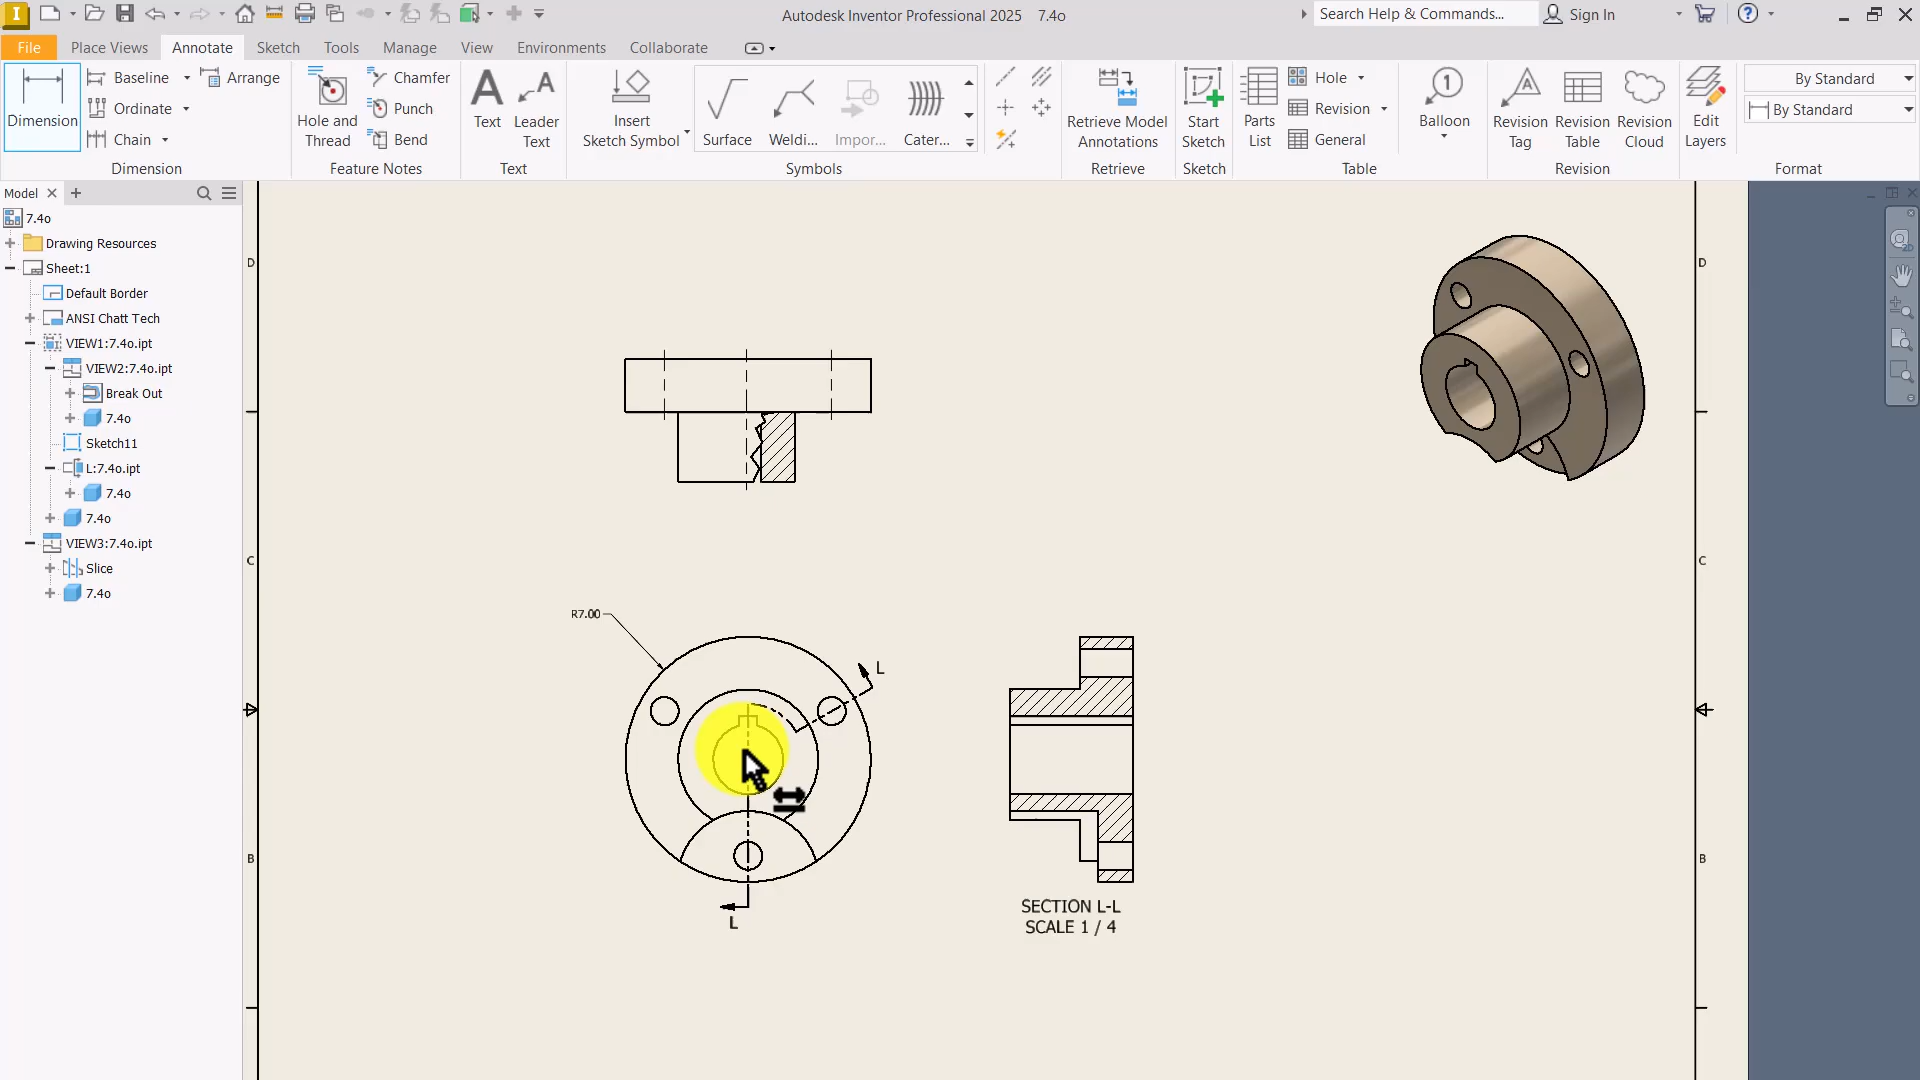 Autodesk Inventor Professional 2025 7.4o
Search Help & Commands...
Sign In
File
Place Views
Annotate
Sketch
Tools
Manage
View
Environments
Collaborate
Dimension
Baseline
Ordinate
Chain
Arrange
Dimension
Hole and Thread
Chamfer
Punch
Bend
Feature Notes
Text
Leader Text
Text
Insert Sketch Symbol
Surface
Weldi...
Impor...
Cater...
Symbols
Retrieve Model Annotations
Retrieve
Start Sketch
Sketch
Parts List
Hole
Revision
General
Table
Balloon
Revision Tag
Revision Table
Revision Cloud
Revision
Edit Layers
By Standard
By Standard
Format
Model
7.4o
Drawing Resources
Sheet:1
Default Border
ANSI Chatt Tech
VIEW1:7.4o.ipt
VIEW2:7.4o.ipt
Break Out
7.4o
Sketch11
L:7.4o.ipt
7.4o
7.4o
VIEW3:7.4o.ipt
Slice
7.4o
D
D
C
C
R7.00
L
B
B
L
SECTION L-L
SCALE 1 / 4